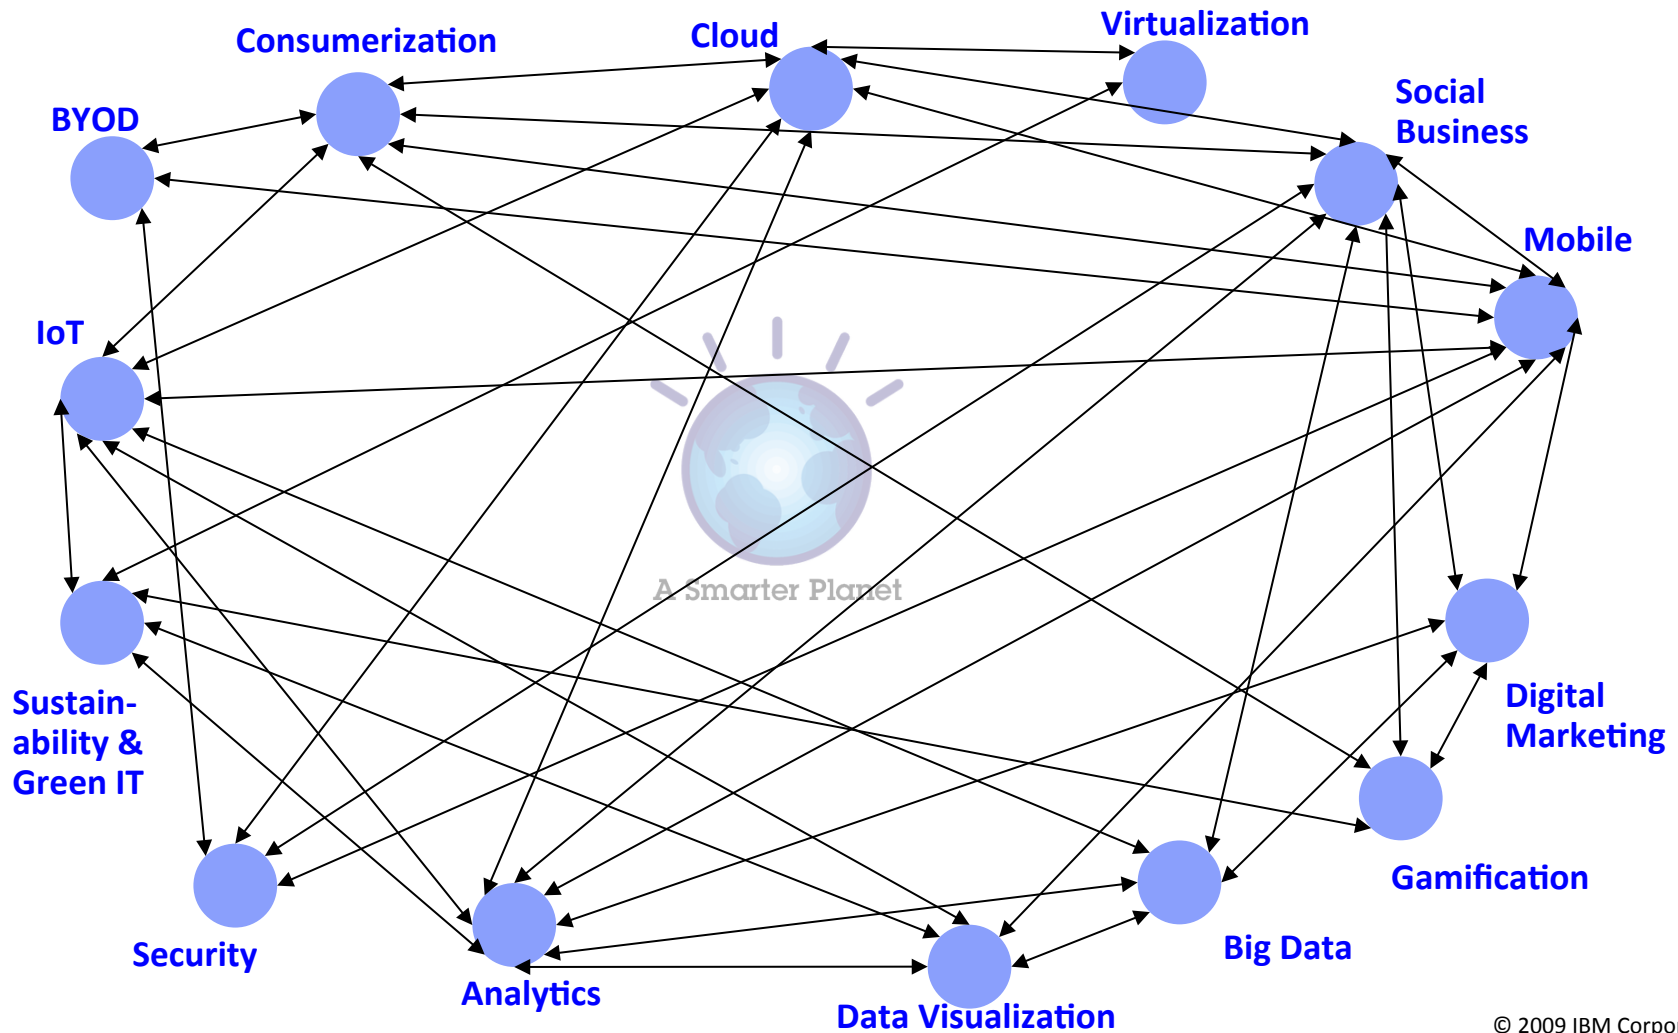 Consumerization
Cloud
Virtualization
BYOD
Social
Business
Mobile
IoT
A Smarter Planet
Sustain-
ability &
Green IT
Digital
Marketing
Gamification
Security
Analytics
Big Data
Data Visualization
© 2009 IBM Corpor